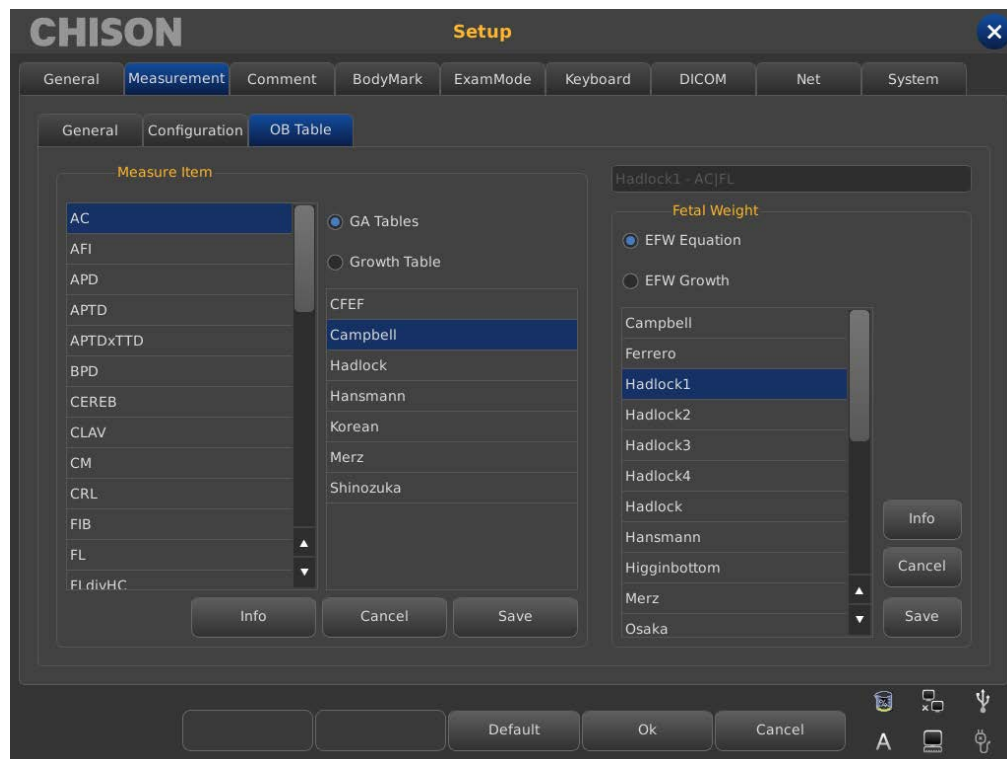 CHISON
Setup
General Measurement Comment BodyMark ExamMode Keyboard DICOM Net System
General Configuration OB Table
Measure Item
AC
AFI
APD
APTD
APTDxTTD
BPD
CEREB
CLAV
CM
CRL
FIB
FL
FLdivHC
GA Tables
Growth Table
CFEF
Campbell
Hadlock
Hansmann
Korean
Merz
Shinozuka
Info Cancel Save
Hadlock1 - AC|FL
Fetal Weight
EFW Equation
EFW Growth
Campbell
Ferrero
Hadlock1
Hadlock2
Hadlock3
Hadlock4
Hadlock
Hansmann
Higginbottom
Merz
Osaka
Info
Cancel
Save
Default Ok Cancel
A